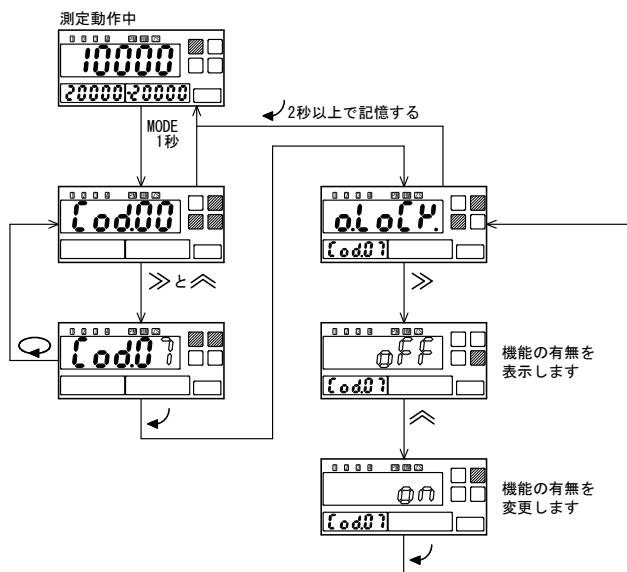 測定動作中
10000
20000 -20000
2秒以上で記憶する
MODE
1秒
Cod.00
o.LoCK.
Cod.07
≫と︽
≫
Cod.07
oFF
Cod.07
機能の有無を
表示します
︽
on
Cod.07
機能の有無を
変更します